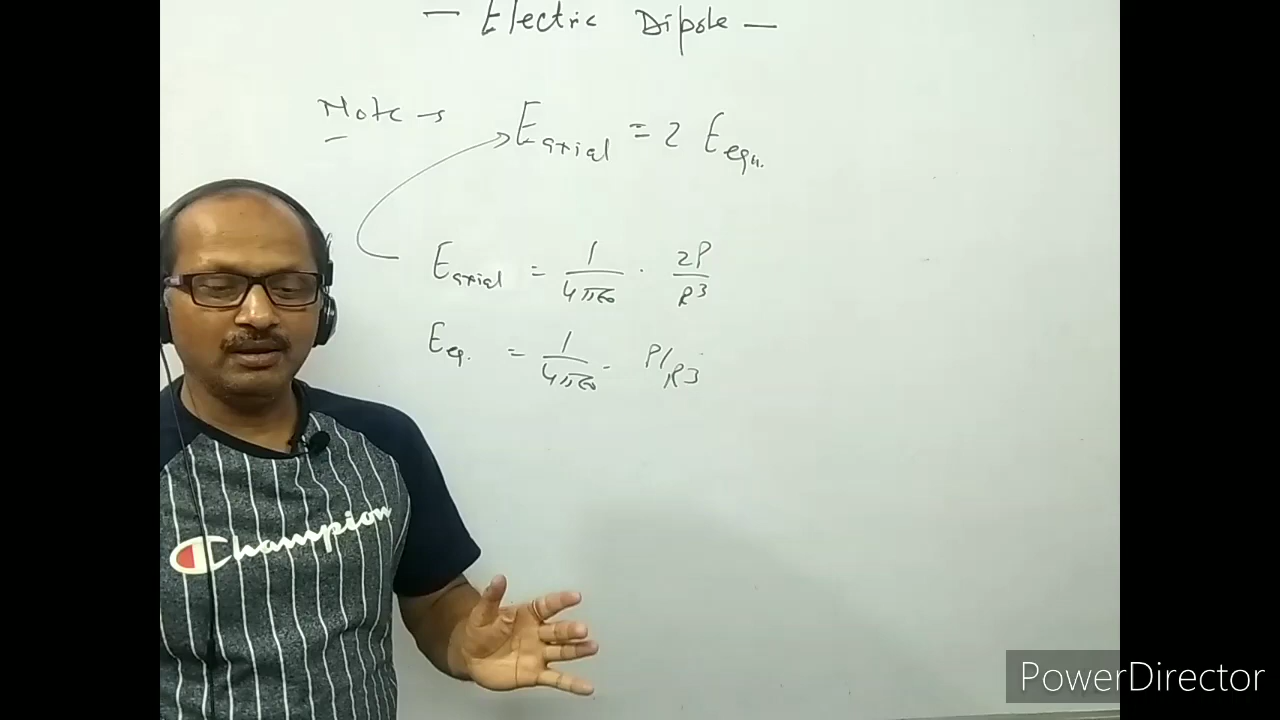 - Electric Dipole -
Note → E axial = 2 E equ.
E axial = 1/4πε0 · 2P/R³
E eq. = 1/4πε0 · P/R3
Champion
PowerDirector